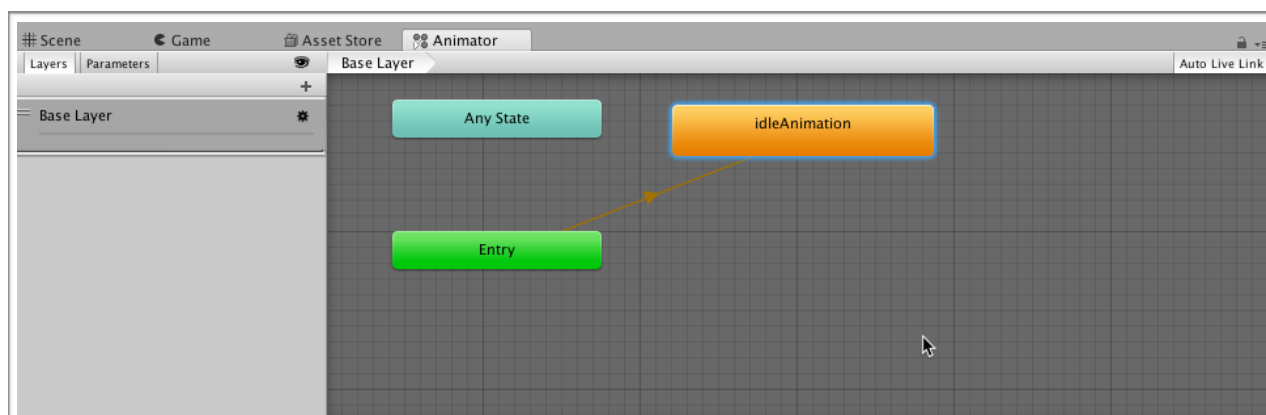 Scene Game Asset Store Animator
Layers Parameters Base Layer Auto Live Link
Base Layer
Any State
idleAnimation
Entry